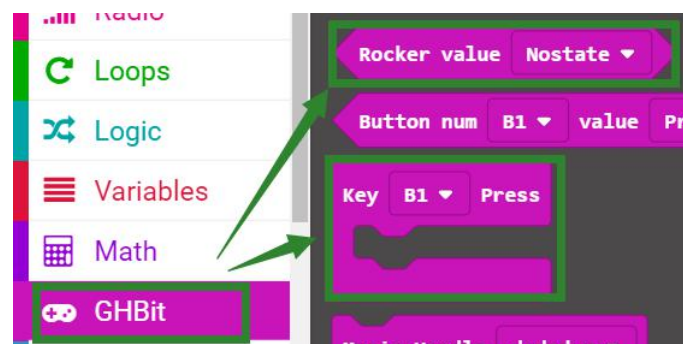 Radio
Loops
Logic
Variables
Math
GHBit
Rocker value Nostate
Button num B1 value
Key B1 Press